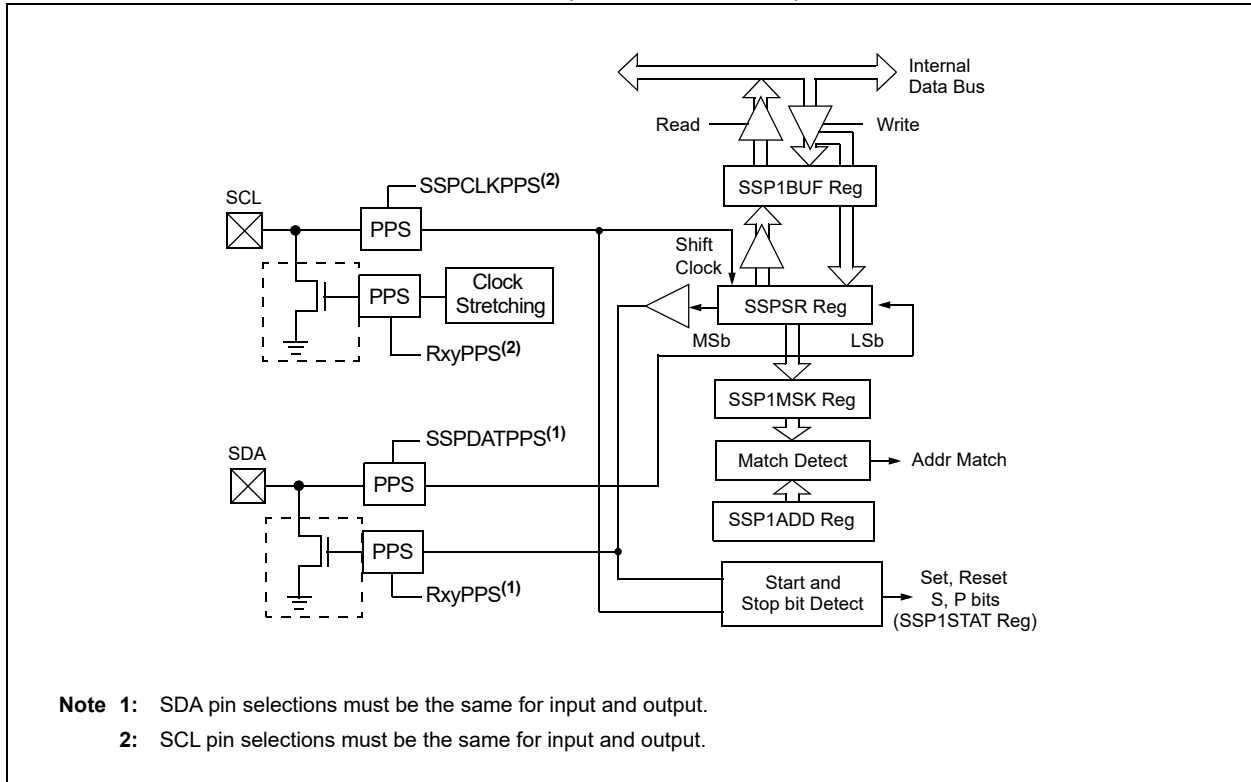 Internal
Data Bus
Read
Write
SSP1BUF Reg
SSPCLKPPS(2)
SCL
PPS
Shift
Clock
PPS
Clock
Stretching
SSPSR Reg
MSb
LSb
RxyPPS(2)
SSP1MSK Reg
SSPDATPPS(1)
SDA
Match Detect
Addr Match
PPS
SSP1ADD Reg
PPS
Start and
Stop bit Detect
Set, Reset
S, P bits
(SSP1STAT Reg)
RxyPPS(1)
Note 1: SDA pin selections must be the same for input and output.
2: SCL pin selections must be the same for input and output.